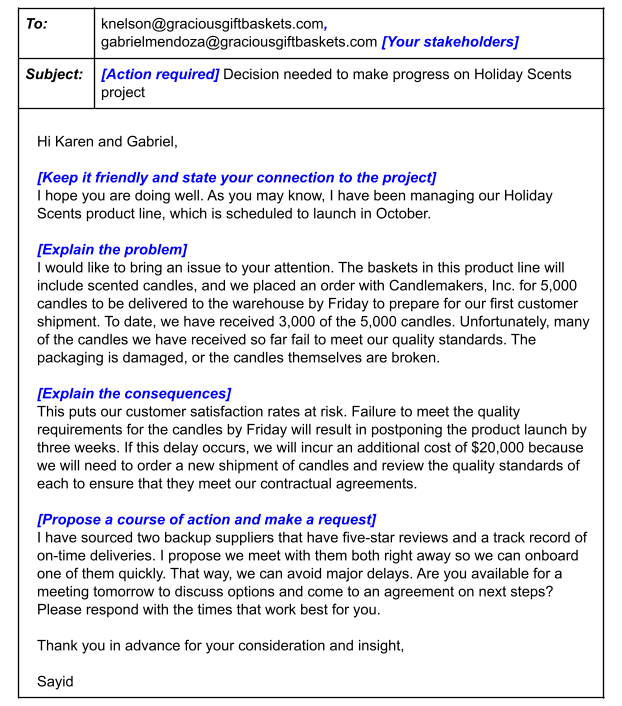 To:
knelson@graciousgiftbaskets.com,
gabrielmendoza@graciousgiftbaskets.com [Your stakeholders]
Subject:
[Action required] Decision needed to make progress on Holiday Scents
project
Hi Karen and Gabriel,
[Keep it friendly and state your connection to the project]
I hope you are doing well. As you may know, I have been managing our Holiday
Scents product line, which is scheduled to launch in October.
[Explain the problem]
I would like to bring an issue to your attention. The baskets in this product line will
include scented candles, and we placed an order with Candlemakers, Inc. for 5,000
candles to be delivered to the warehouse by Friday to prepare for our first customer
shipment. To date, we have received 3,000 of the 5,000 candles. Unfortunately, many
of the candles we have received so far fail to meet our quality standards. The
packaging is damaged, or the candles themselves are broken.
[Explain the consequences]
This puts our customer satisfaction rates at risk. Failure to meet the quality
requirements for the candles by Friday will result in postponing the product launch by
three weeks. If this delay occurs, we will incur an additional cost of $20,000 because
we will need to order a new shipment of candles and review the quality standards of
each to ensure that they meet our contractual agreements.
[Propose a course of action and make a request]
I have sourced two backup suppliers that have five-star reviews and a track record of
on-time deliveries. I propose we meet with them both right away so we can onboard
one of them quickly. That way, we can avoid major delays. Are you available for a
meeting tomorrow to discuss options and come to an agreement on next steps?
Please respond with the times that work best for you.
Thank you in advance for your consideration and insight,
Sayid